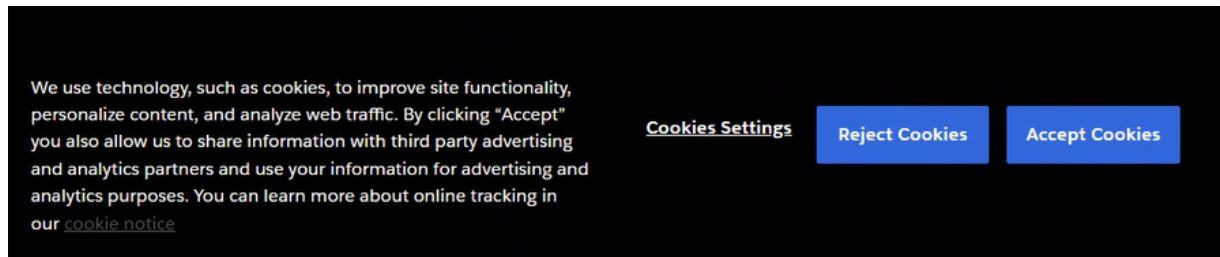 We use technology, such as cookies, to improve site functionality,
personalize content, and analyze web traffic. By clicking “Accept”
you also allow us to share information with third party advertising
and analytics partners and use your information for advertising and
analytics purposes. You can learn more about online tracking in
our cookie notice
Cookies Settings
Reject Cookies
Accept Cookies